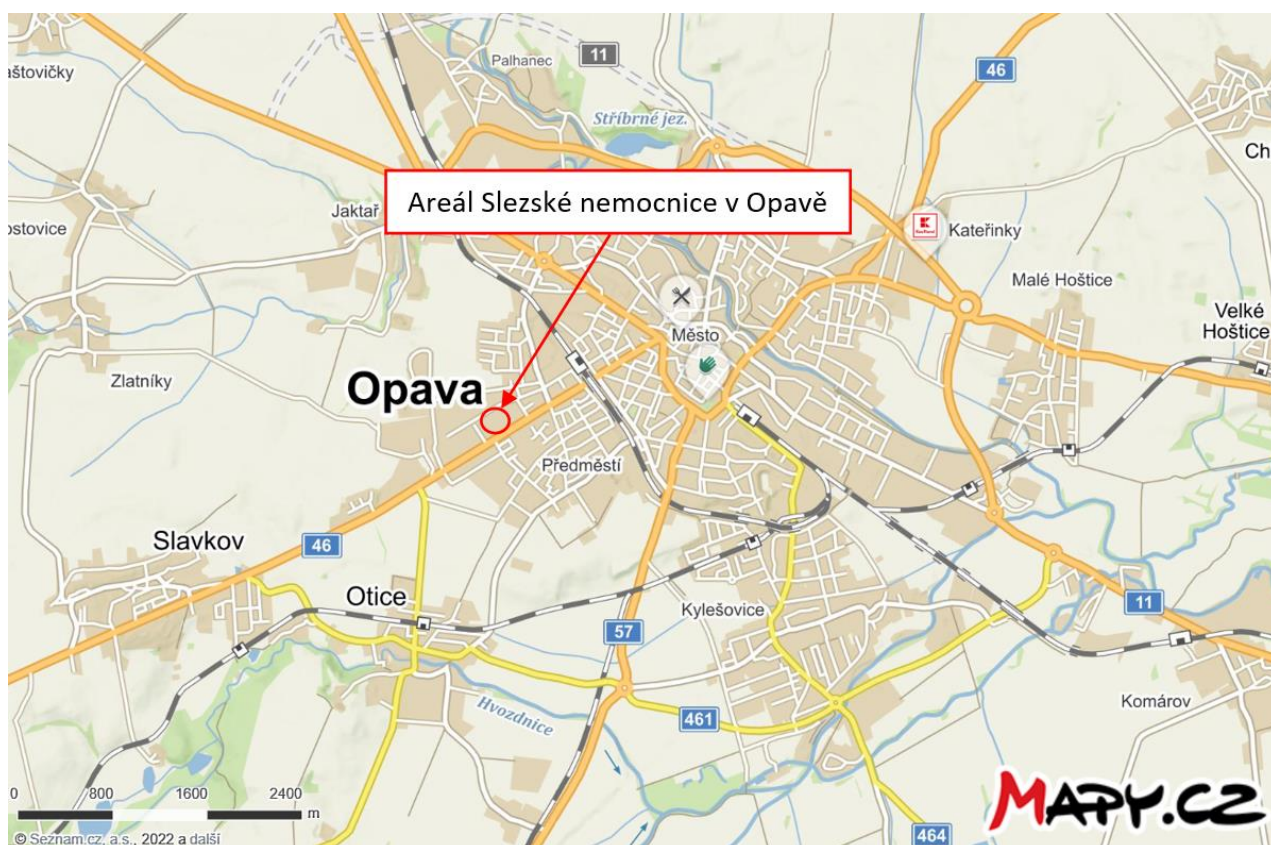 Palhanec
11
46
aštovičky
Stříbrné jez.
Ch
Areál Slezské nemocnice v Opavě
Jaktař
ostovice
Kateřinky
Malé Hoštice
Město
Velké
Hoštice
Zlatníky
Opava
Předměstí
Slavkov
46
Otice
Kylešovice
11
57
Hvozdnice
461
Komárov
0 800 1600 2400
m
MAPY.CZ
464
© Seznam.cz, a.s., 2022 a další